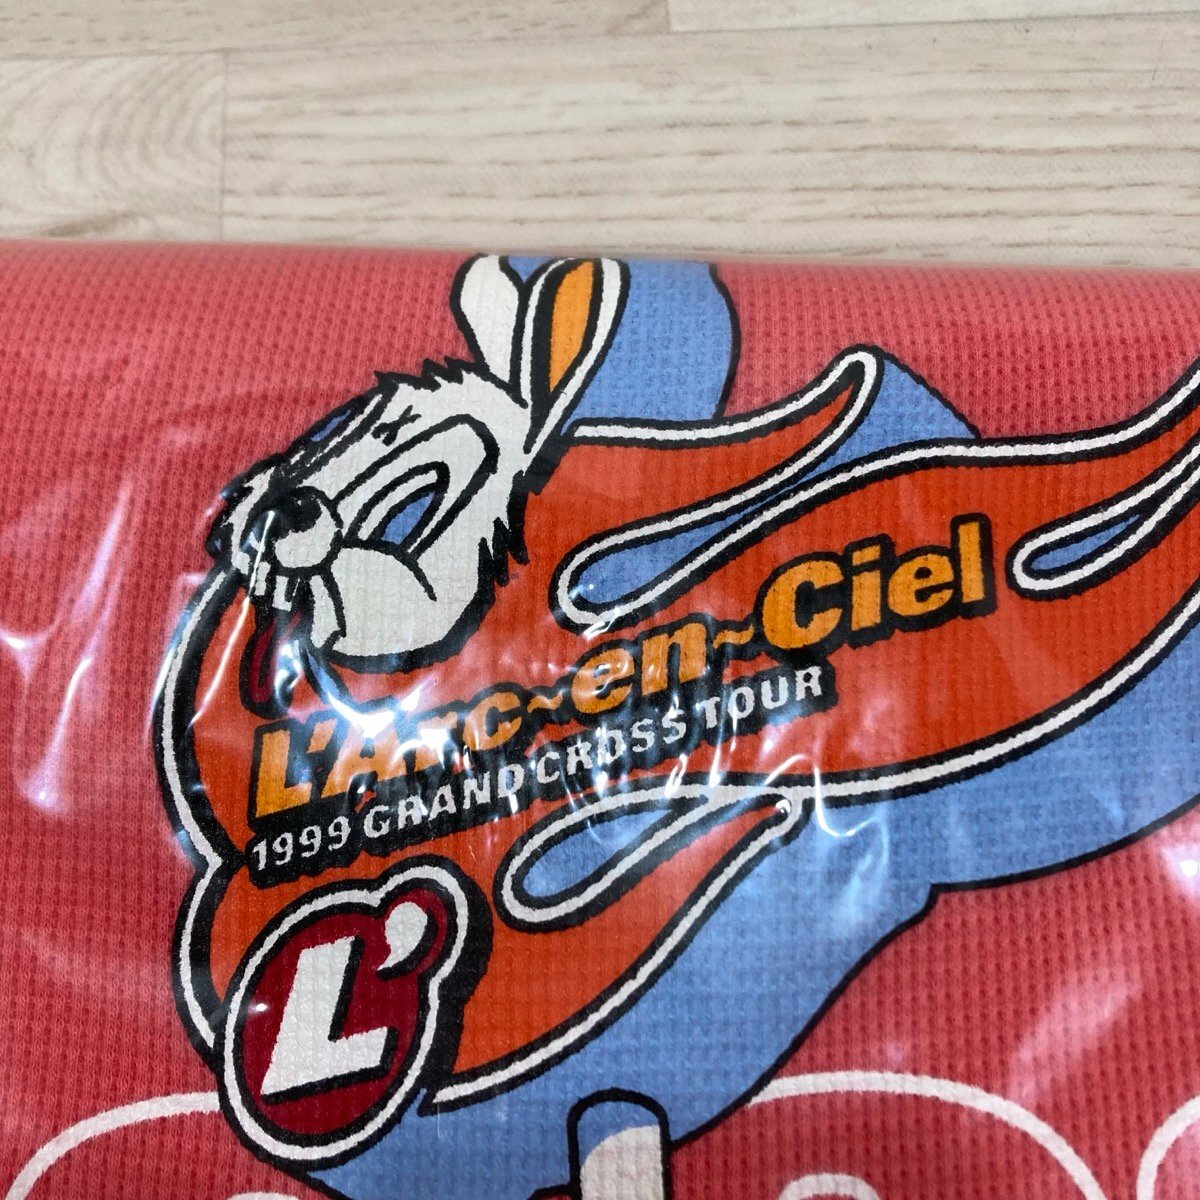 L'Arc~en~Ciel
1999 GRAND CROSS TOUR
L'